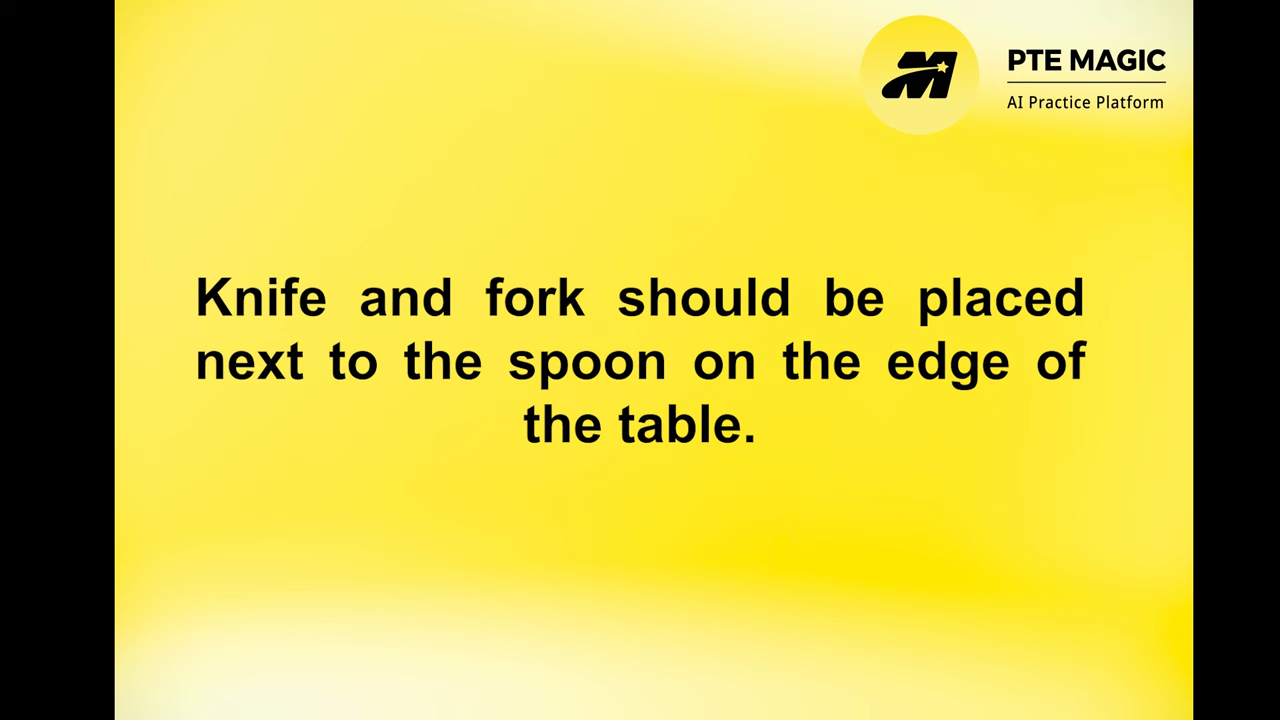 PTE MAGIC
AI Practice Platform
Knife and fork should be placed
next to the spoon on the edge of
the table.